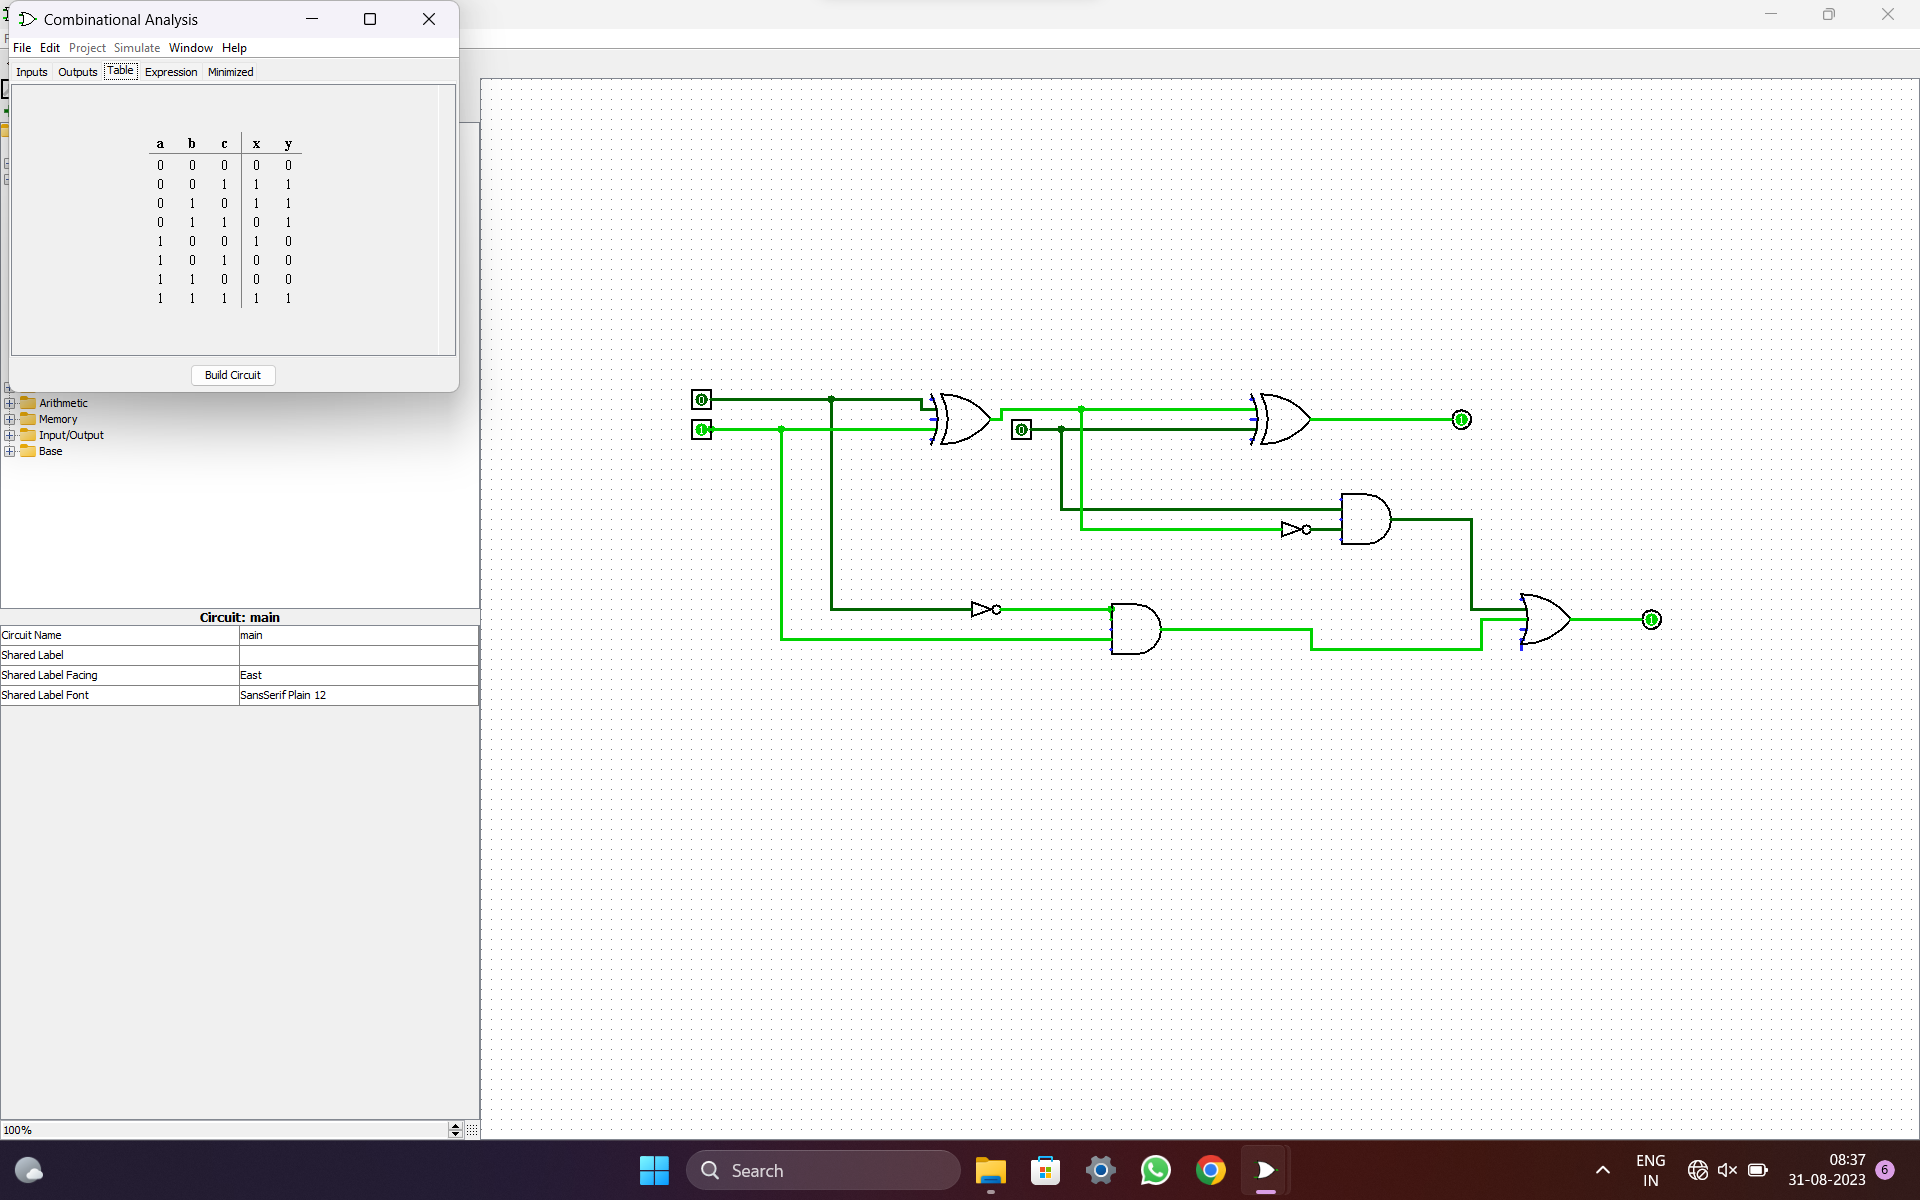 Combinational Analysis
File Edit Project Simulate Window Help
Inputs Outputs Table Expression Minimized
a b c x y
0 0 0 0 0
0 0 1 1 1
0 1 0 1 1
0 1 1 0 1
1 0 0 1 0
1 0 1 0 0
1 1 0 0 0
1 1 1 1 1
Build Circuit
Arithmetic
Memory
Input/Output
Base
Circuit: main
Circuit Name main
Shared Label
Shared Label Facing East
Shared Label Font SansSerif Plain 12
100%
0
1
0
1
1
Search
ENG
IN
08:37
31-08-2023
6